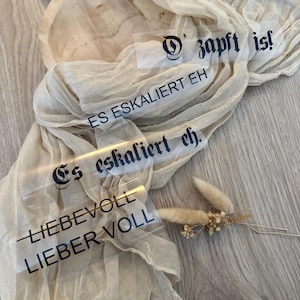 O' zapft is!
ES ESKALIERT EH
Es eskaliert eh.
LIEBEVOLL
LIEBER VOLL